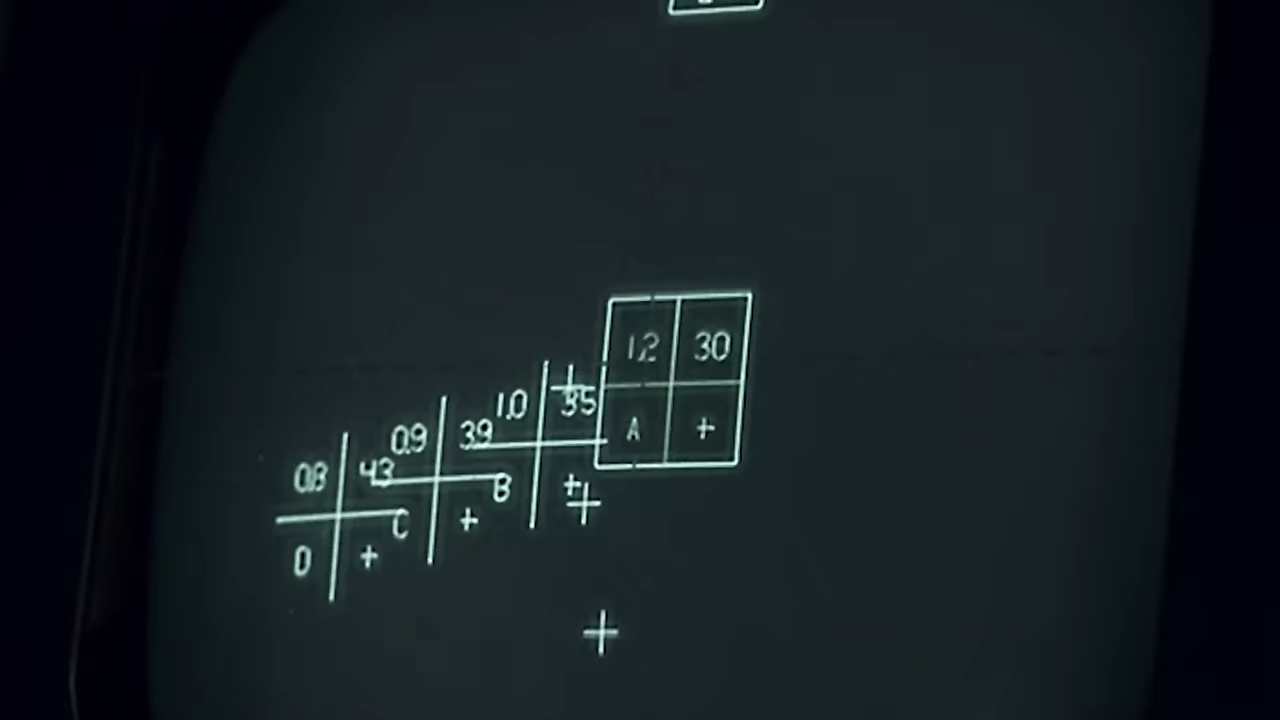 1.2 30
A +
1.0 35
B +
0.9 39
C +
0.8 43
D +